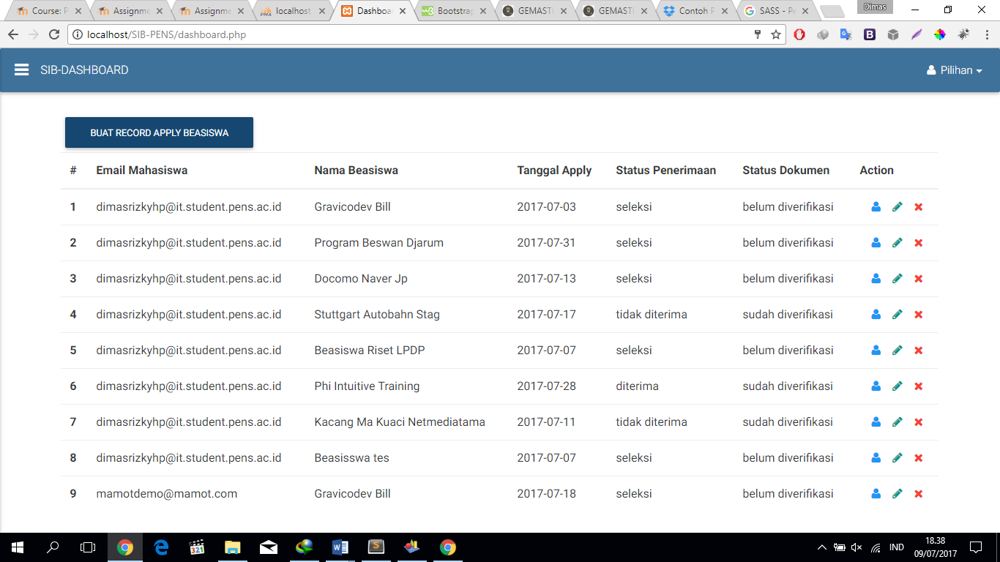 Course: P Assignme Assignme localhost Dashboa Bootstrap GEMASTI GEMASTI Contoh P SASS - Pe Dimas
localhost/SIB-PENS/dashboard.php
SIB-DASHBOARD Pilihan
BUAT RECORD APPLY BEASISWA
# Email Mahasiswa Nama Beasiswa Tanggal Apply Status Penerimaan Status Dokumen Action
1 dimasrizkyhp@it.student.pens.ac.id Gravicodev Bill 2017-07-03 seleksi belum diverifikasi
2 dimasrizkyhp@it.student.pens.ac.id Program Beswan Djarum 2017-07-31 seleksi belum diverifikasi
3 dimasrizkyhp@it.student.pens.ac.id Docomo Naver Jp 2017-07-13 seleksi belum diverifikasi
4 dimasrizkyhp@it.student.pens.ac.id Stuttgart Autobahn Stag 2017-07-17 tidak diterima sudah diverifikasi
5 dimasrizkyhp@it.student.pens.ac.id Beasiswa Riset LPDP 2017-07-07 seleksi belum diverifikasi
6 dimasrizkyhp@it.student.pens.ac.id Phi Intuitive Training 2017-07-28 diterima sudah diverifikasi
7 dimasrizkyhp@it.student.pens.ac.id Kacang Ma Kuaci Netmediatama 2017-07-11 tidak diterima sudah diverifikasi
8 dimasrizkyhp@it.student.pens.ac.id Beasisswa tes 2017-07-07 seleksi belum diverifikasi
9 mamotdemo@mamot.com Gravicodev Bill 2017-07-18 seleksi belum diverifikasi
IND 18.38
09/07/2017